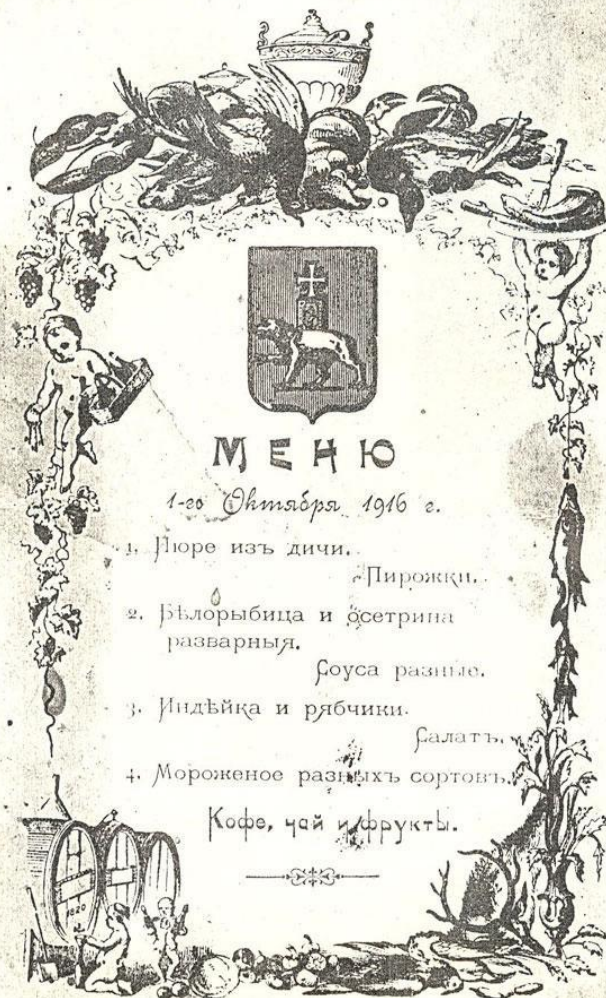 МЕНЮ
1-го Октября 1916 г.
1. Пюре изъ дичи.
Пирожки.
2. Бѣлорыбица и осетрина
разварныя.
Соуса разные.
3. Индѣйка и рябчики.
Салатъ.
4. Мороженое разныхъ сортовъ.
Кофе, чай и фрукты.
1820